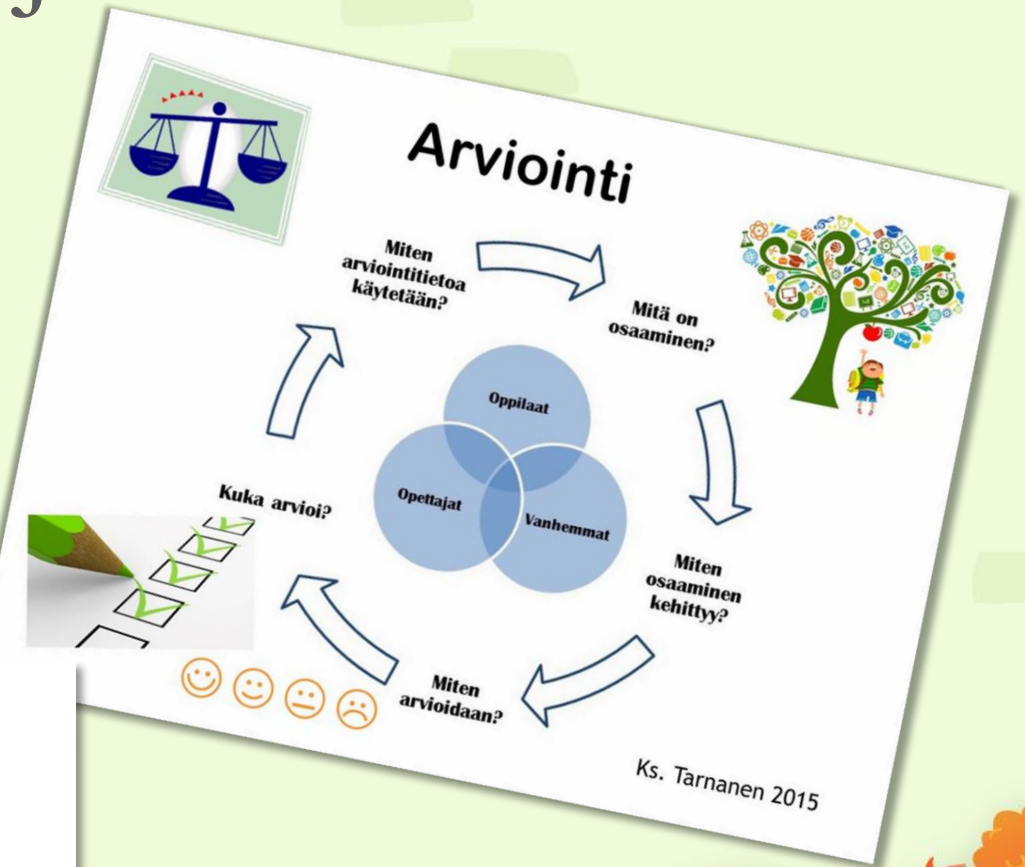 Arviointi
Miten
arviointitietoa
käytetään?
Mitä on
osaaminen?
Miten
osaaminen
kehittyy?
Miten
arvioidaan?
Kuka arvioi?
Oppilaat
Opettajat
Vanhemmat
Ks. Tarnanen 2015